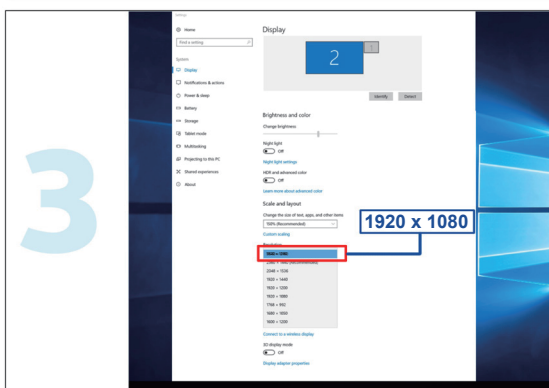 Settings
3
Home
Find a setting
System
Display
Notifications & actions
Power & sleep
Battery
Storage
Tablet mode
Multitasking
Projecting to this PC
Shared experiences
About
Display
2
1
Identify
Detect
Brightness and color
Change brightness
Night light
Off
Night light settings
HDR and advanced color
Off
Learn more about advanced color
Scale and layout
Change the size of text, apps, and other items
150% (Recommended)
Custom scaling
Resolution
1920 x 1080
2048 × 1536
1920 × 1440
1920 × 1200
1920 × 1080
1680 × 1050
1600 × 1200
Connect to a wireless display
3D display mode
Off
Display adapter properties